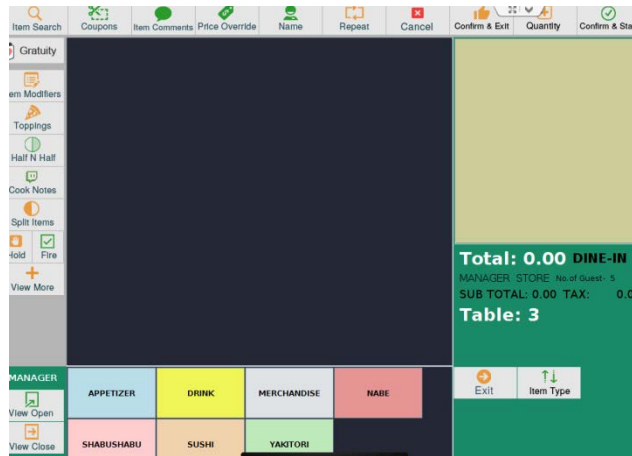 Item Search
Coupons
Item Comments
Price Override
Name
Repeat
Cancel
Confirm & Exit
Quantity
Confirm & Sta
Gratuity
em Modifiers
Toppings
Half N Half
Cook Notes
Split Items
Hold
Fire
View More
Total: 0.00 DINE-IN
MANAGER STORE No.of Guest- 5
SUB TOTAL: 0.00 TAX: 0.0
Table: 3
Exit
Item Type
MANAGER
View Open
View Close
APPETIZER
DRINK
MERCHANDISE
NABE
SHABUSHABU
SUSHI
YAKITORI